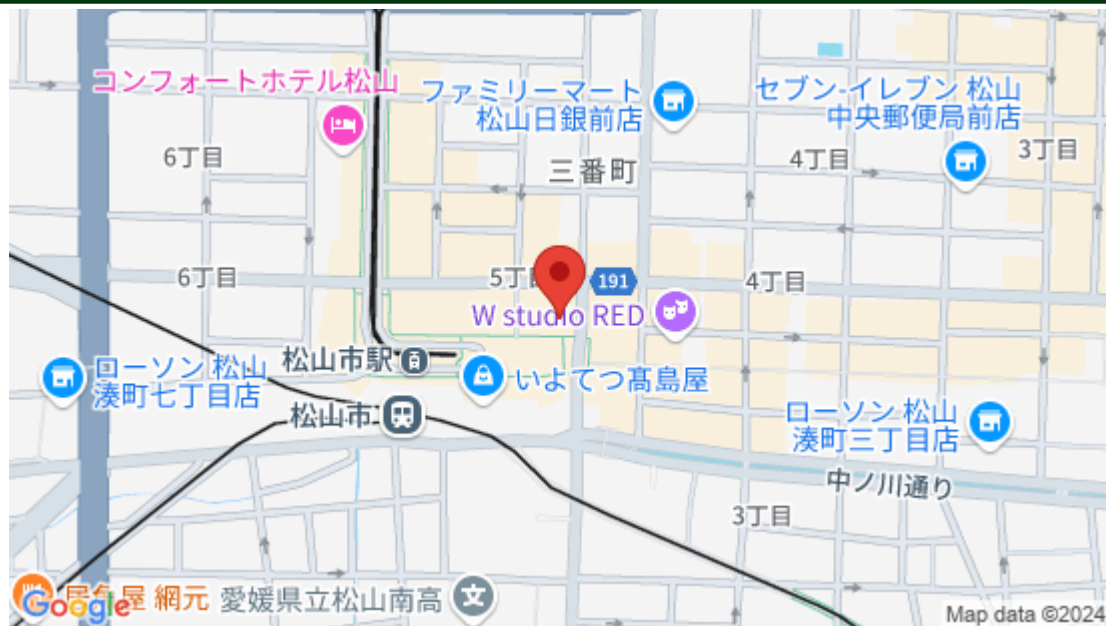 コンフォートホテル松山
ファミリーマート
松山日銀前店
セブン-イレブン 松山
中央郵便局前店
3丁目
6丁目
4丁目
三番町
6丁目
5丁目
191
4丁目
W studio RED
松山市駅
ローソン 松山
湊町七丁目店
いよてつ髙島屋
松山市
ローソン 松山
湊町三丁目店
中ノ川通り
3丁目
文
居魚屋 網元
愛媛県立松山南高
Google
Map data ©2024